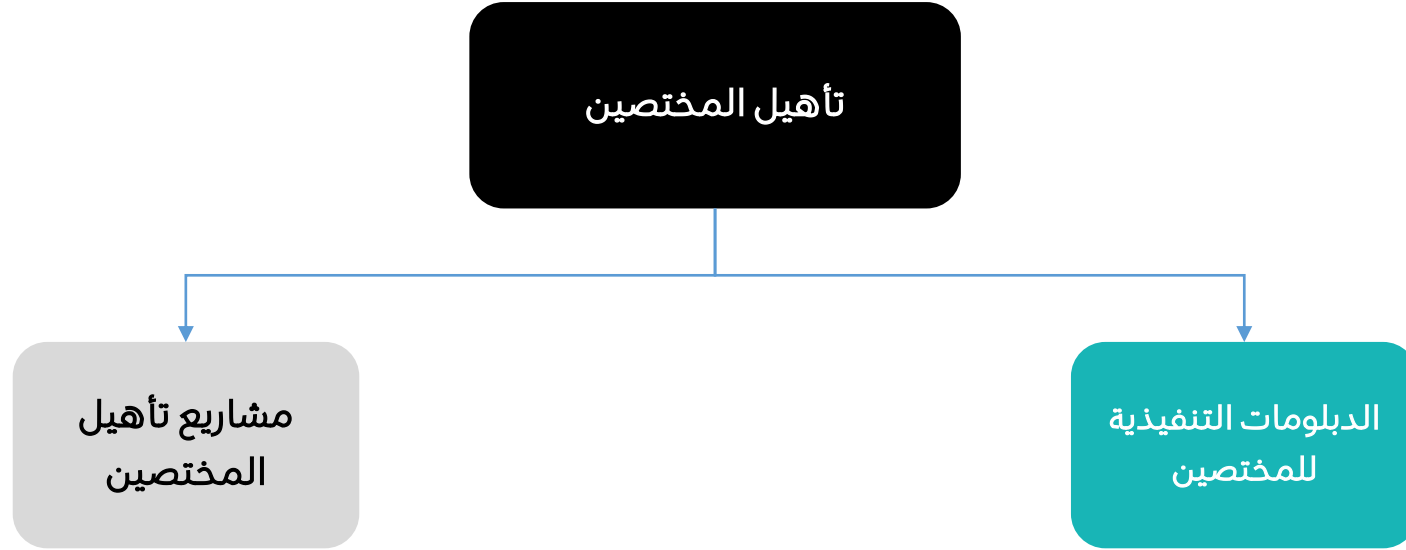 تأهيل المختصين
الدبلومات التنفيذية
للمختصين
مشاريع تأهيل
المختصين